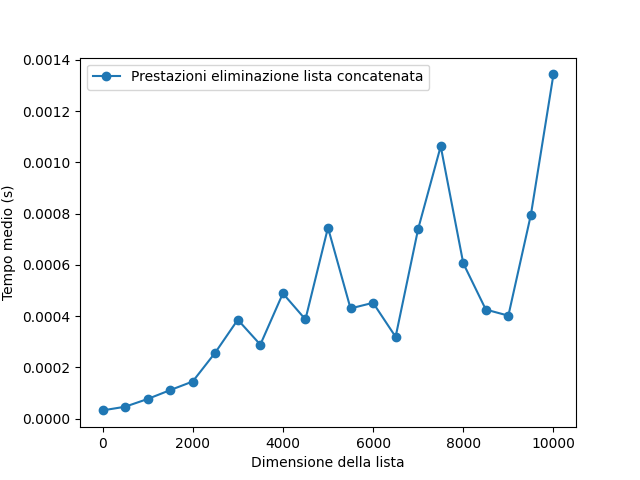 Prestazioni eliminazione lista concatenata
0.0014
0.0012
0.0010
0.0008
0.0006
0.0004
0.0002
0.0000
Tempo medio (s)
0 2000 4000 6000 8000 10000
Dimensione della lista